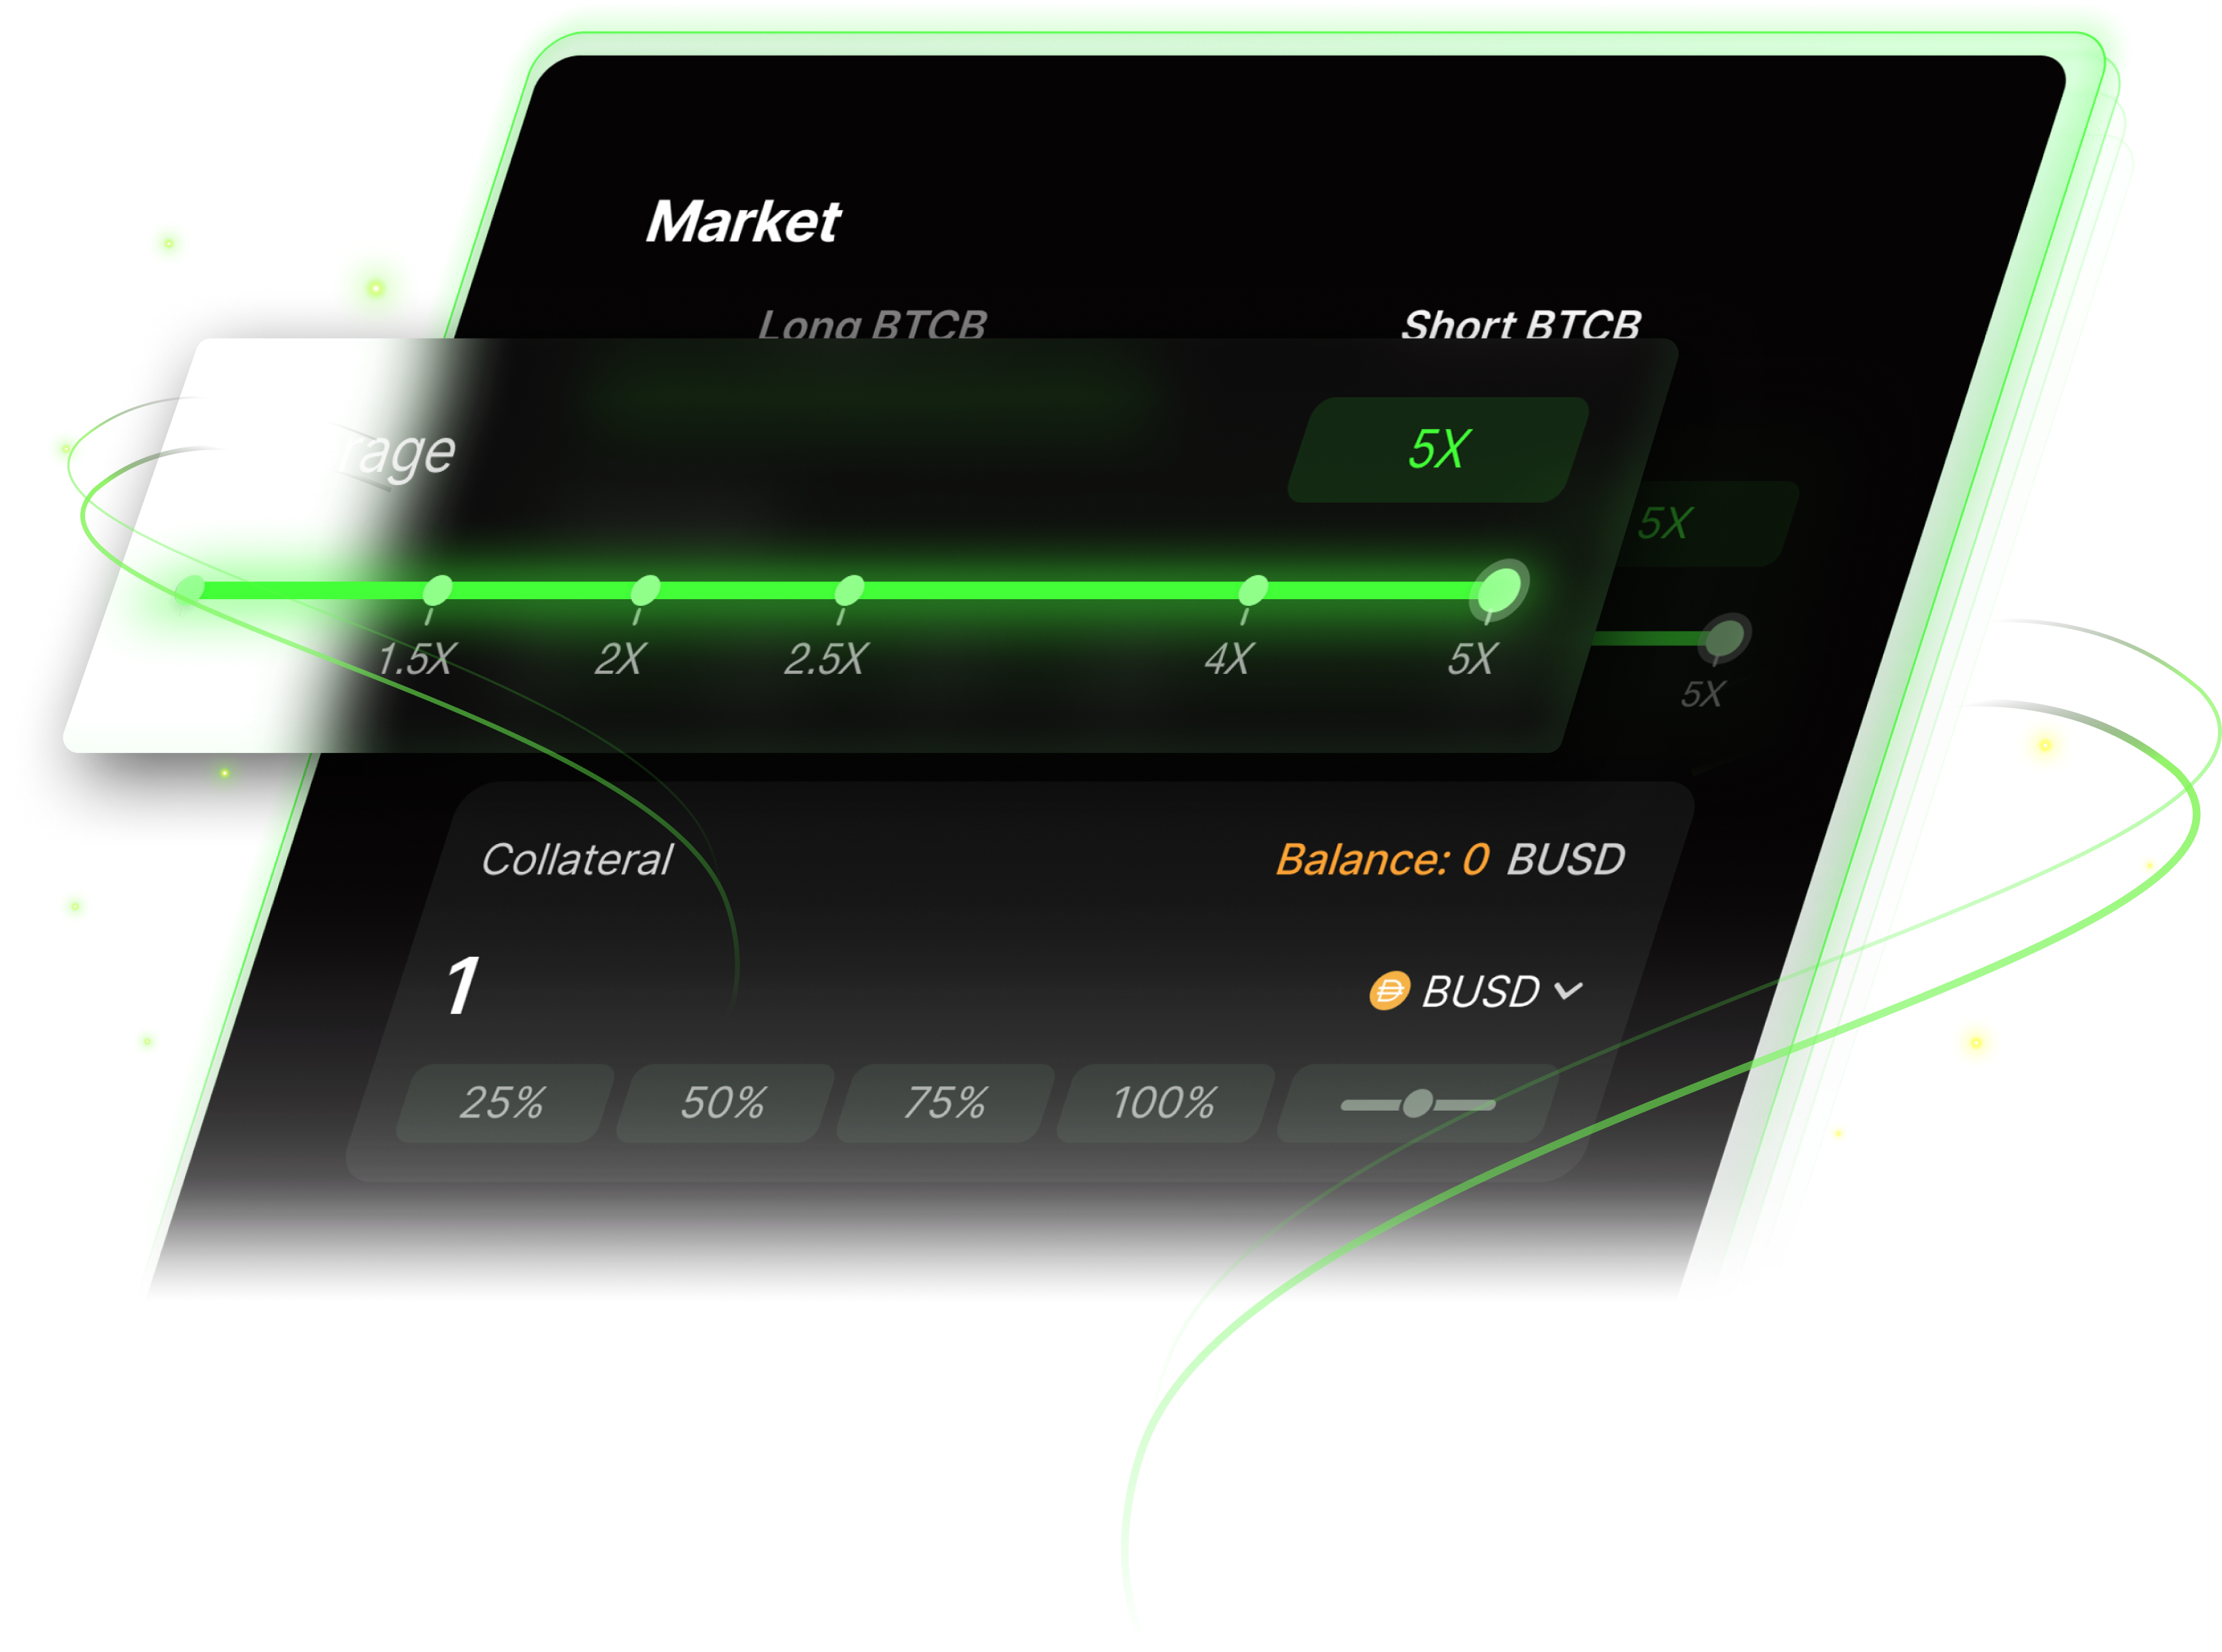 Market
Long BTCB Short BTCB
rage 5X
5X
1.5X 2X 2.5X 4X 5X
5X
Collateral Balance: 0 BUSD
1 BUSD
25% 50% 75% 100%